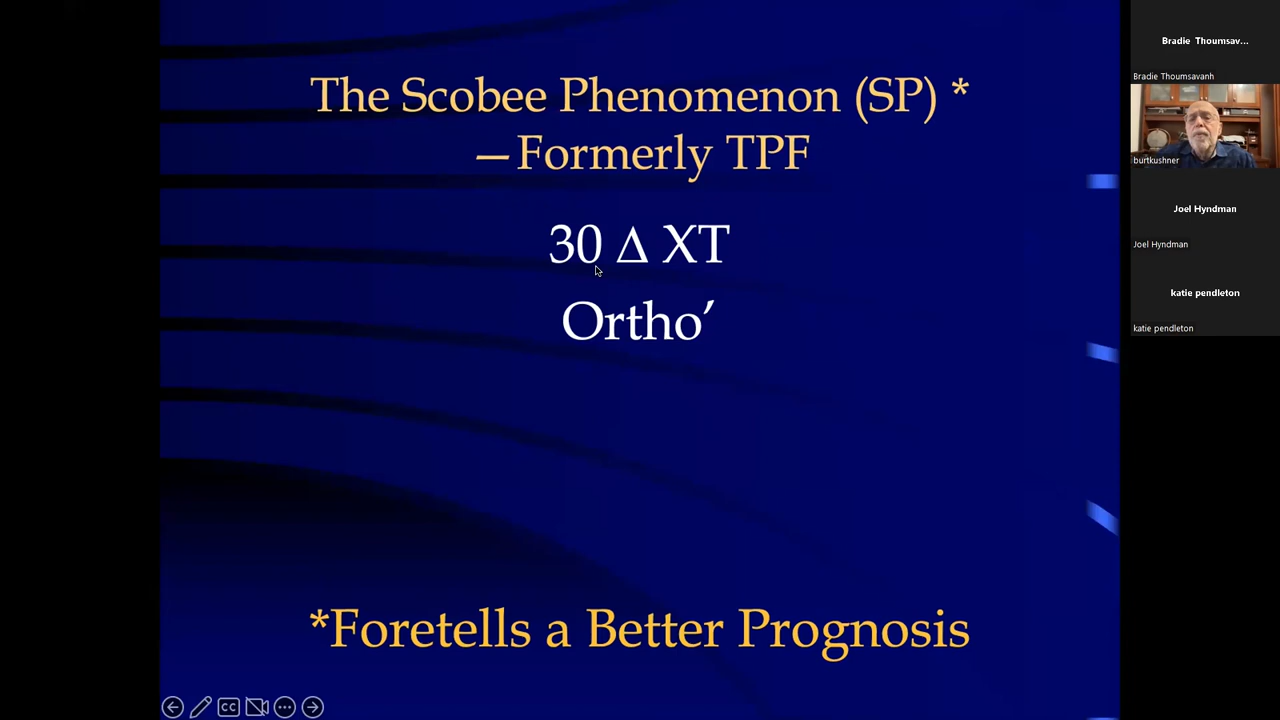 The Scobee Phenomenon (SP) *
—Formerly TPF
30 Δ XT
Ortho’
*Foretells a Better Prognosis
CC
Bradie Thoumsav...
Bradie Thoumsavanh
burtkushner
Joel Hyndman
Joel Hyndman
katie pendleton
katie pendleton